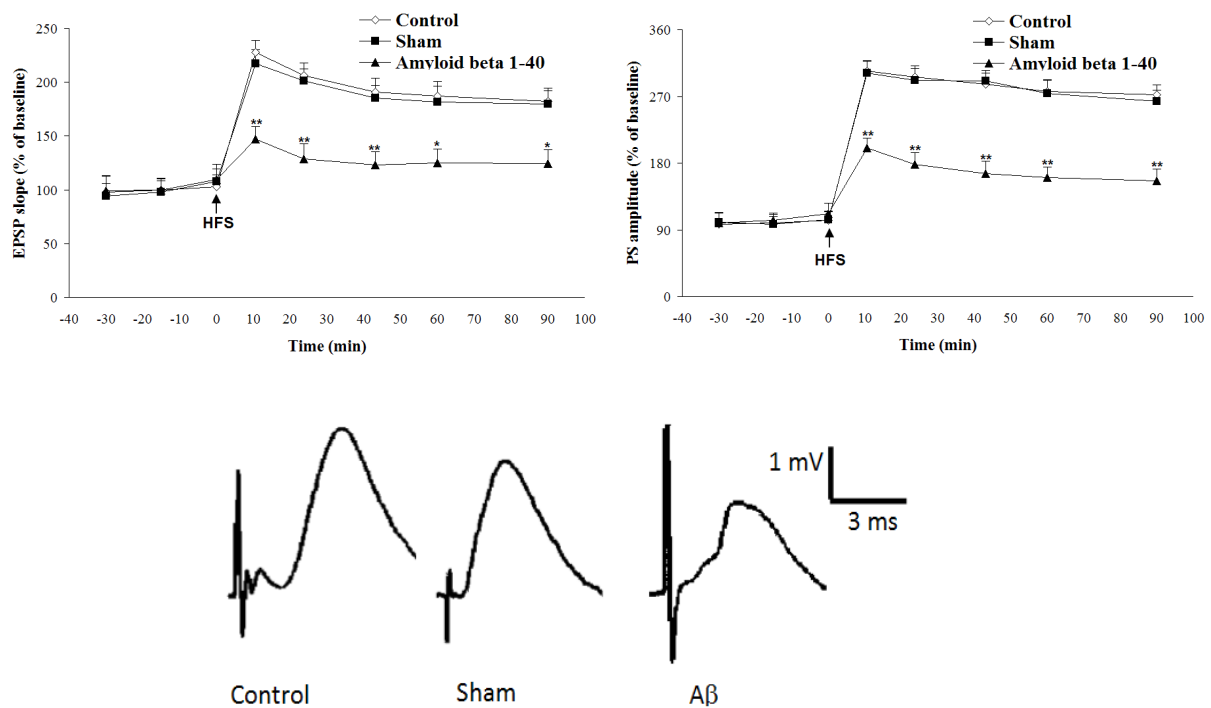 Control
Sham
Amyloid beta 1-40
EPSP slope (% of baseline)
250
200
150
100
50
0
** ** ** * *
HFS
-40 -30 -20 -10 0 10 20 30 40 50 60 70 80 90 100
Time (min)
Control
Sham
Amyloid beta 1-40
PS amplitude (% of baseline)
360
270
180
90
0
** ** ** ** **
HFS
-40 -30 -20 -10 0 10 20 30 40 50 60 70 80 90 100
Time (min)
1 mV
3 ms
Control Sham Aβ